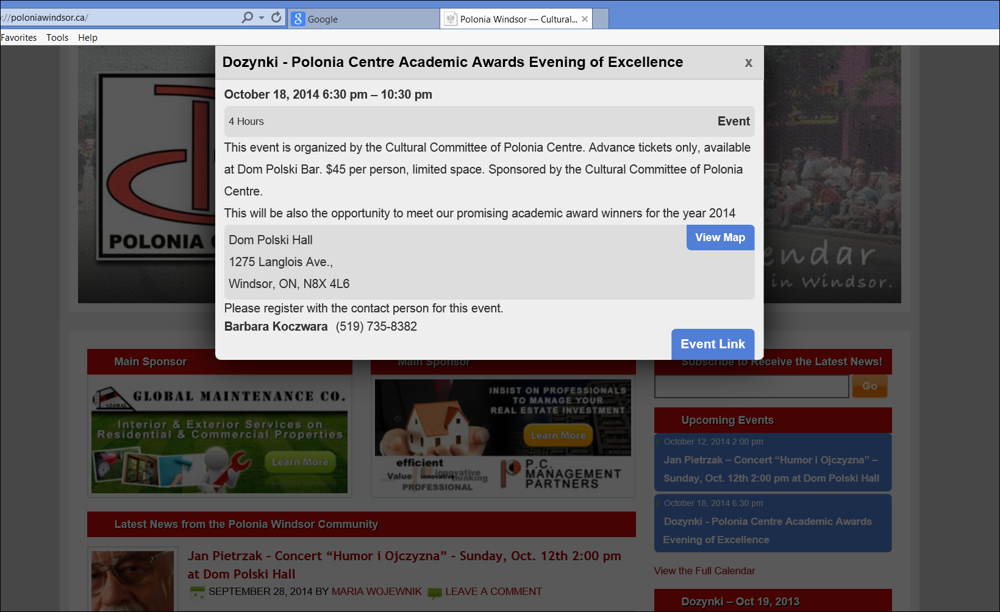 ://poloniawindsor.ca/
Google
Polonia Windsor — Cultural...
Favorites Tools Help
Dozynki - Polonia Centre Academic Awards Evening of Excellence
x
October 18, 2014 6:30 pm – 10:30 pm
4 Hours
Event
This event is organized by the Cultural Committee of Polonia Centre. Advance tickets only, available
at Dom Polski Bar. $45 per person, limited space. Sponsored by the Cultural Committee of Polonia
Centre.
This will be also the opportunity to meet our promising academic award winners for the year 2014
Dom Polski Hall
View Map
1275 Langlois Ave.,
Windsor, ON, N8X 4L6
Please register with the contact person for this event.
Barbara Koczwara (519) 735-8382
Event Link
POLONIA C
endar
in Windsor.
Main Sponsor
GLOBAL
GLOBAL MAINTENANCE CO.
Interior & Exterior Services on
Residential & Commercial Properties
Learn More
Main Sponsor
INSIST ON PROFESSIONALS
TO MANAGE YOUR
REAL ESTATE INVESTMENT
Learn More
efficient
Value innovative innovative
thinking
PROFESSIONAL
P.C.
MANAGEMENT
PARTNERS
Subscribe to Receive the Latest News!
Go
Upcoming Events
October 12, 2014 2:00 pm
Jan Pietrzak – Concert “Humor i Ojczyzna” –
Sunday, Oct. 12th 2:00 pm at Dom Polski Hall
October 18, 2014 6:30 pm
Dozynki - Polonia Centre Academic Awards
Evening of Excellence
View the Full Calendar
Dozynki – Oct 19, 2013
Latest News from the Polonia Windsor Community
Jan Pietrzak – Concert “Humor i Ojczyzna” – Sunday, Oct. 12th 2:00 pm
at Dom Polski Hall
SEPTEMBER 28, 2014 BY MARIA WOJEWNIK LEAVE A COMMENT